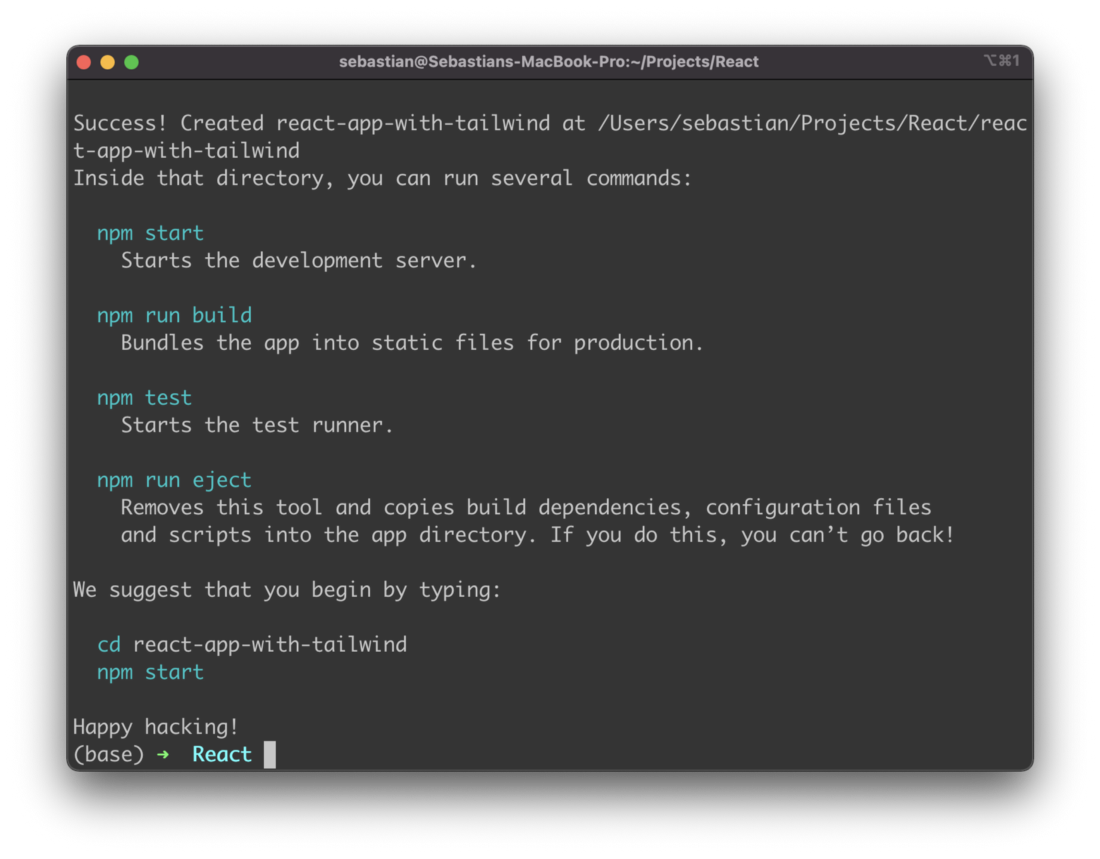 sebastian@Sebastians-MacBook-Pro:~/Projects/React
⌥⌘1
Success! Created react-app-with-tailwind at /Users/sebastian/Projects/React/reac
t-app-with-tailwind
Inside that directory, you can run several commands:
npm start
Starts the development server.
npm run build
Bundles the app into static files for production.
npm test
Starts the test runner.
npm run eject
Removes this tool and copies build dependencies, configuration files
and scripts into the app directory. If you do this, you can’t go back!
We suggest that you begin by typing:
cd react-app-with-tailwind
npm start
Happy hacking!
(base) ➜ React